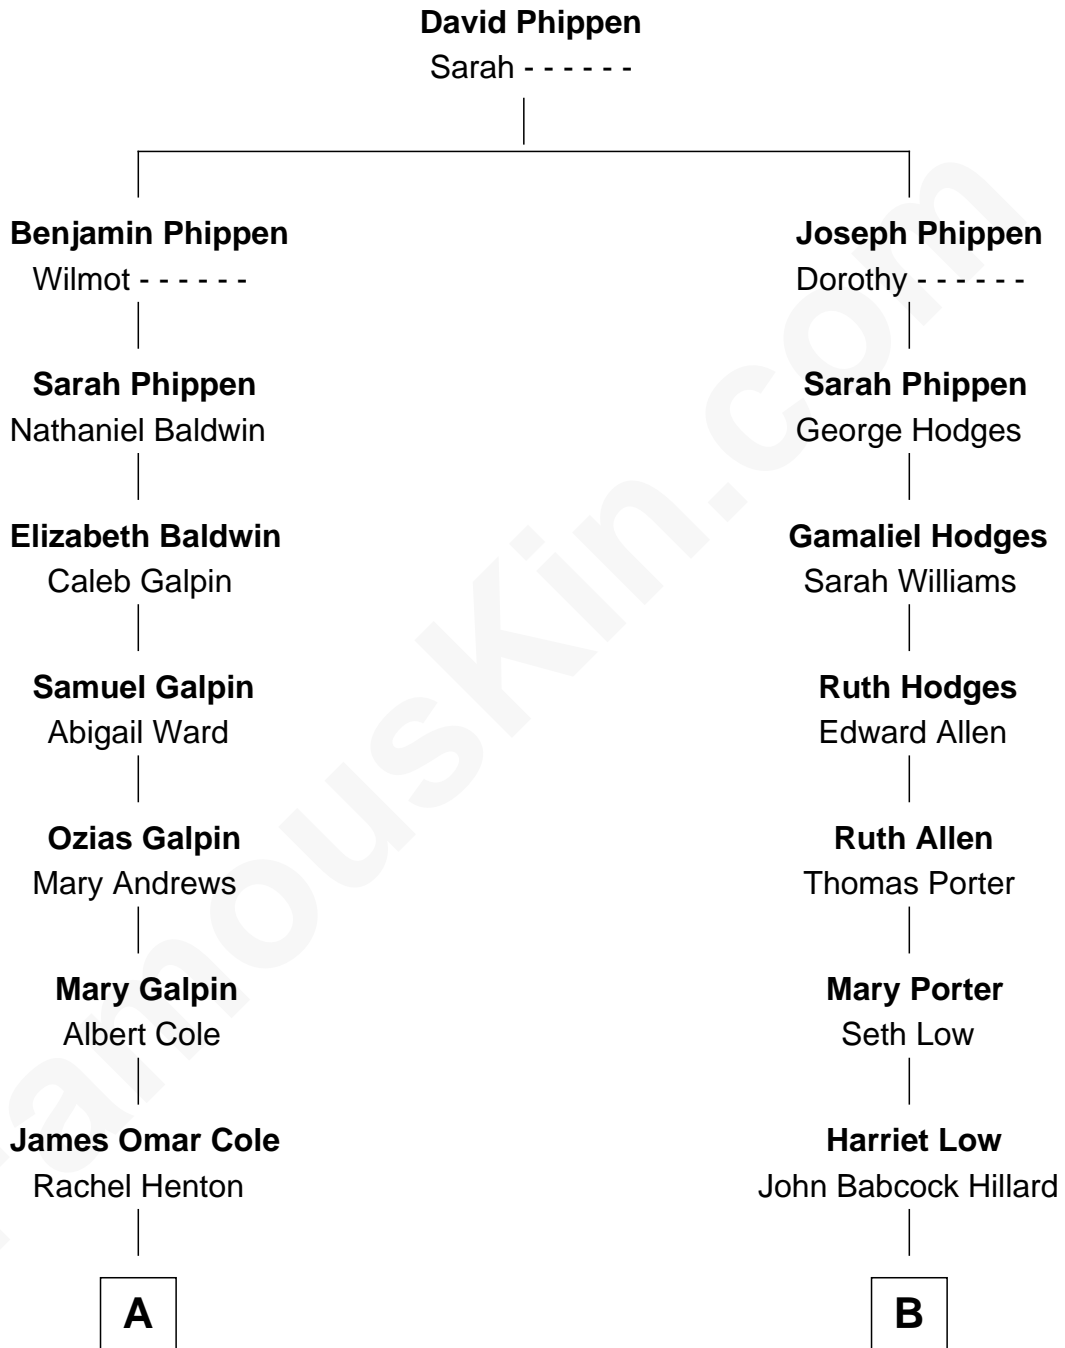 David Phippen
Sarah - - - - - -
Benjamin Phippen
Wilmot - - - - - -
Joseph Phippen
Dorothy - - - - - -
Sarah Phippen
Nathaniel Baldwin
Sarah Phippen
George Hodges
Elizabeth Baldwin
Caleb Galpin
Gamaliel Hodges
Sarah Williams
Samuel Galpin
Abigail Ward
Ruth Hodges
Edward Allen
Ozias Galpin
Mary Andrews
Ruth Allen
Thomas Porter
Mary Galpin
Albert Cole
Mary Porter
Seth Low
James Omar Cole
Rachel Henton
Harriet Low
John Babcock Hillard
A
B
FamousKin.com